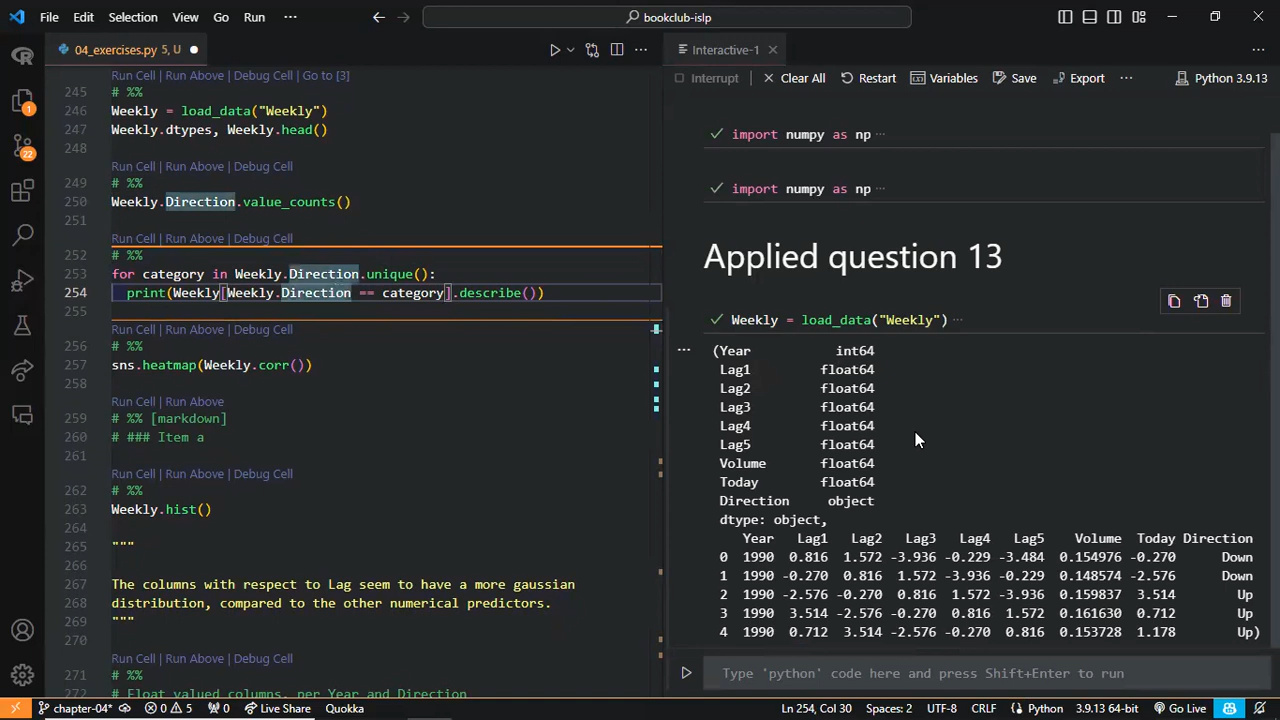 File Edit Selection View Go Run ··· bookclub-islp
04_exercises.py 5, U
Interactive-1
Interrupt Clear All Restart Variables Save Export ··· Python 3.9.13
Run Cell | Run Above | Debug Cell | Go to [3]
245 # %%
246 Weekly = load_data("Weekly")
247 Weekly.dtypes, Weekly.head()
248
Run Cell | Run Above | Debug Cell
249 # %%
250 Weekly.Direction.value_counts()
251
Run Cell | Run Above | Debug Cell
252 # %%
253 for category in Weekly.Direction.unique():
254 print(Weekly[Weekly.Direction == category].describe())
255
Run Cell | Run Above | Debug Cell
256 # %%
257 sns.heatmap(Weekly.corr())
258
Run Cell | Run Above
259 # %% [markdown]
260 # ### Item a
261
Run Cell | Run Above | Debug Cell
262 # %%
263 Weekly.hist()
264
265 """
266
267 The columns with respect to Lag seem to have a more gaussian
268 distribution, compared to the other numerical predictors.
269 """
270
Run Cell | Run Above | Debug Cell
271 # %%
272 # Float valued columns, per Year and Direction
import numpy as np ···
import numpy as np ···
Applied question 13
Weekly = load_data("Weekly") ···
(Year int64
Lag1 float64
Lag2 float64
Lag3 float64
Lag4 float64
Lag5 float64
Volume float64
Today float64
Direction object
dtype: object,
Year Lag1 Lag2 Lag3 Lag4 Lag5 Volume Today Direction
0 1990 0.816 1.572 -3.936 -0.229 -3.484 0.154976 -0.270 Down
1 1990 -0.270 0.816 1.572 -3.936 -0.229 0.148574 -2.576 Down
2 1990 -2.576 -0.270 0.816 1.572 -3.936 0.159837 3.514 Up
3 1990 3.514 -2.576 -0.270 0.816 1.572 0.161630 0.712 Up
4 1990 0.712 3.514 -2.576 -0.270 0.816 0.153728 1.178 Up)
Type 'python' code here and press Shift+Enter to run
1
22
chapter-04* 0 5 0 Live Share Quokka Ln 254, Col 30 Spaces: 2 UTF-8 CRLF Python 3.9.13 64-bit Go Live